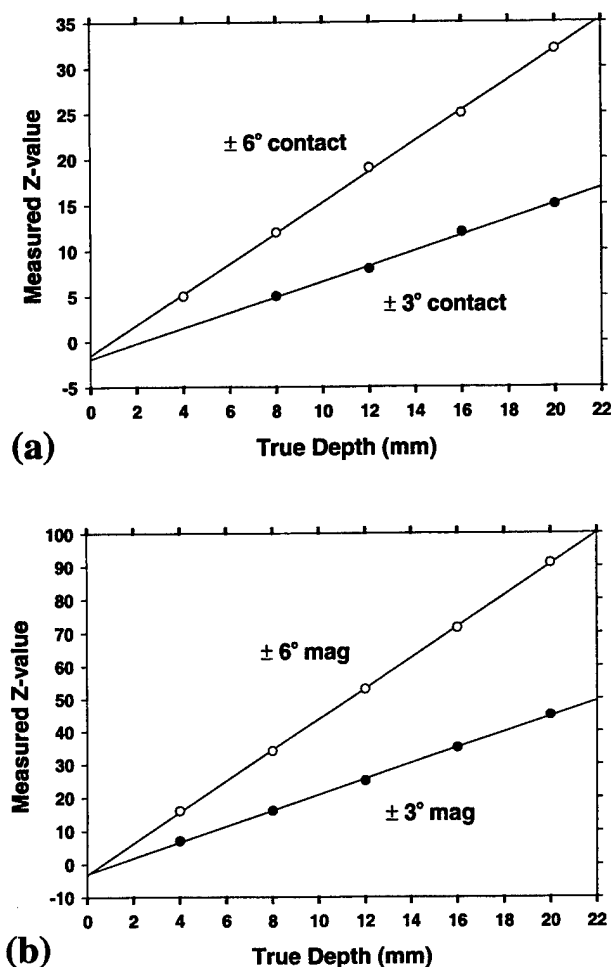 35
30
25
20
15
10
5
0
-5
Measured Z-value
± 6° contact
± 3° contact
0 2 4 6 8 10 12 14 16 18 20 22
True Depth (mm)
(a)
100
90
80
70
60
50
40
30
20
10
0
-10
Measured Z-value
± 6° mag
± 3° mag
0 2 4 6 8 10 12 14 16 18 20 22
True Depth (mm)
(b)